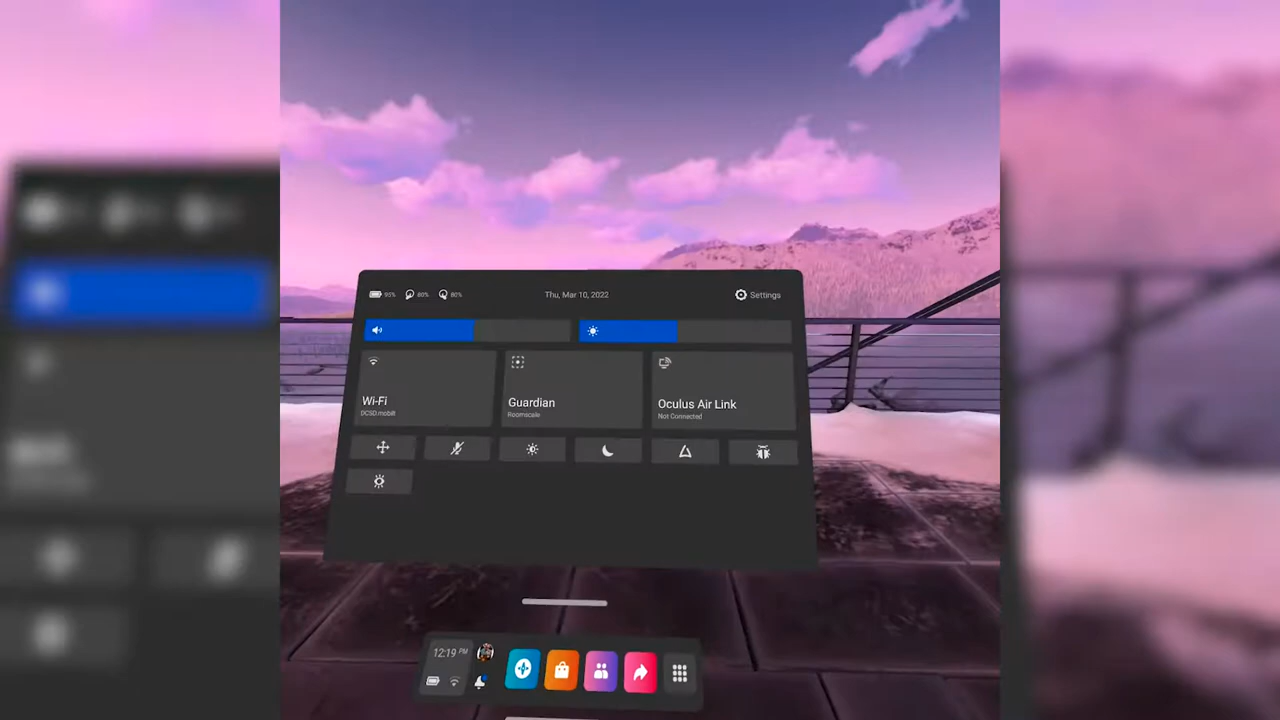 95% 80% 80% Thu, Mar 10, 2022 Settings
Wi-Fi
DCSD.mobilt
Guardian
Roomscale
Oculus Air Link
Not Connected
12:19 PM